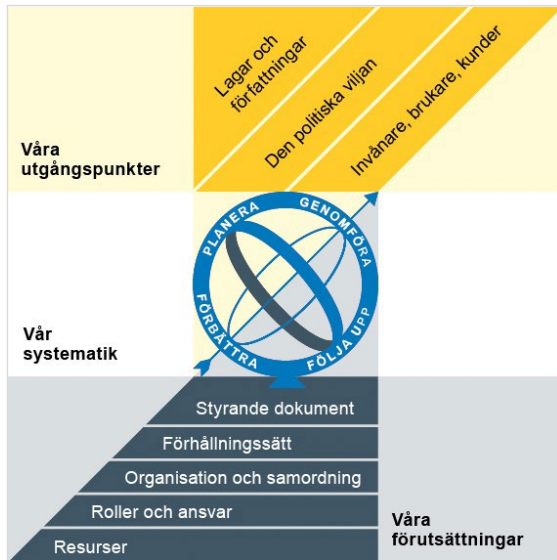 Lagar och
författningar
Den politiska viljan
Invånare, brukare, kunder
Våra
utgångspunkter
PLANERA
GENOMFÖRA
FÖRBÄTTRA
FÖLJA UPP
Vår
systematik
Styrande dokument
Förhållningssätt
Organisation och samordning
Roller och ansvar
Resurser
Våra
förutsättningar